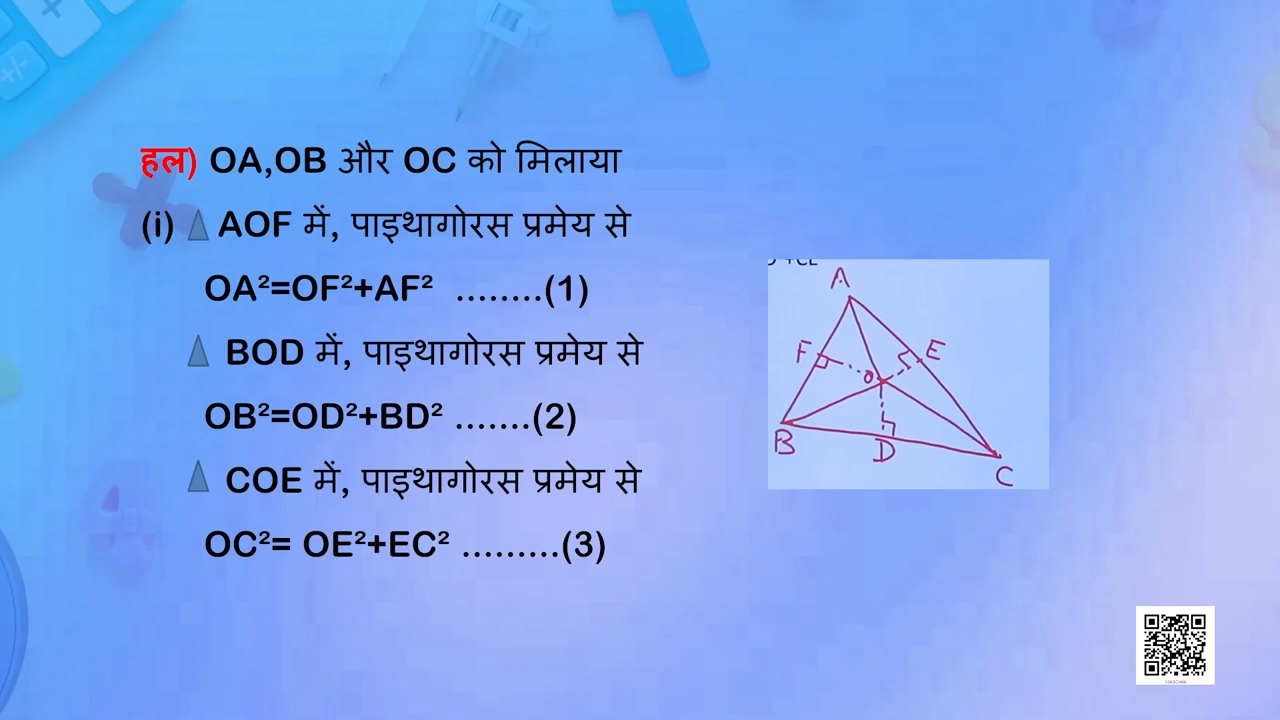 हल) OA,OB और OC को मिलाया
(i) AOF में, पाइथागोरस प्रमेय से
OA²=OF²+AF² ........(1)
BOD में, पाइथागोरस प्रमेय से
OB²=OD²+BD² .......(2)
COE में, पाइथागोरस प्रमेय से
OC²= OE²+EC² .........(3)
A
F
E
O
B
D
C